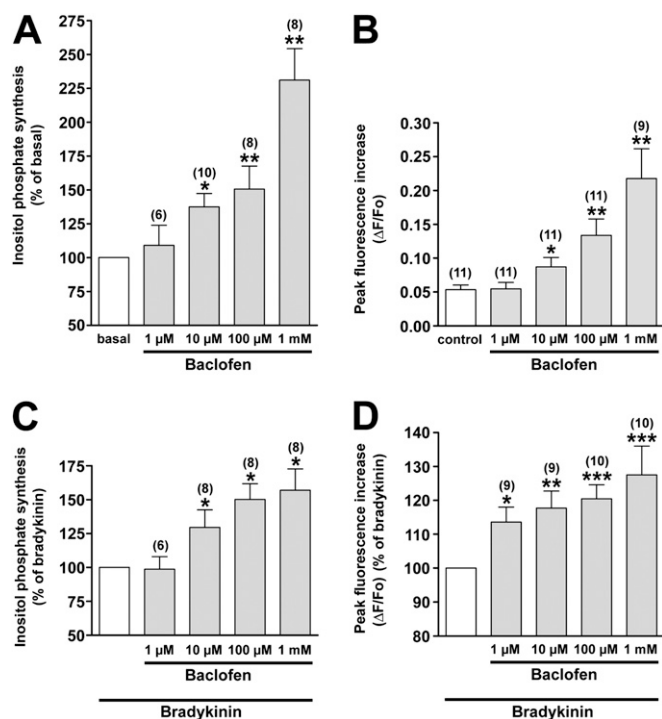 A
Inositol phosphate synthesis
(% of basal)
275
250
225
200
175
150
125
100
75
50
(6)
(10)
*
(8)
**
(8)
**
basal
1 µM
10 µM
100 µM
1 mM
Baclofen
B
Peak fluorescence increase
(ΔF/Fo)
0.30
0.25
0.20
0.15
0.10
0.05
0.00
(11)
(11)
(11)
*
(11)
**
(9)
**
control
1 µM
10 µM
100 µM
1 mM
Baclofen
C
Inositol phosphate synthesis
(% of bradykinin)
175
150
125
100
75
50
(6)
(8)
*
(8)
*
(8)
*
1 µM
10 µM
100 µM
1 mM
Baclofen
Bradykinin
D
Peak fluorescence increase
(ΔF/Fo) (% of bradykinin)
140
130
120
110
100
90
80
(9)
*
(9)
**
(10)
***
(10)
***
1 µM
10 µM
100 µM
1 mM
Baclofen
Bradykinin